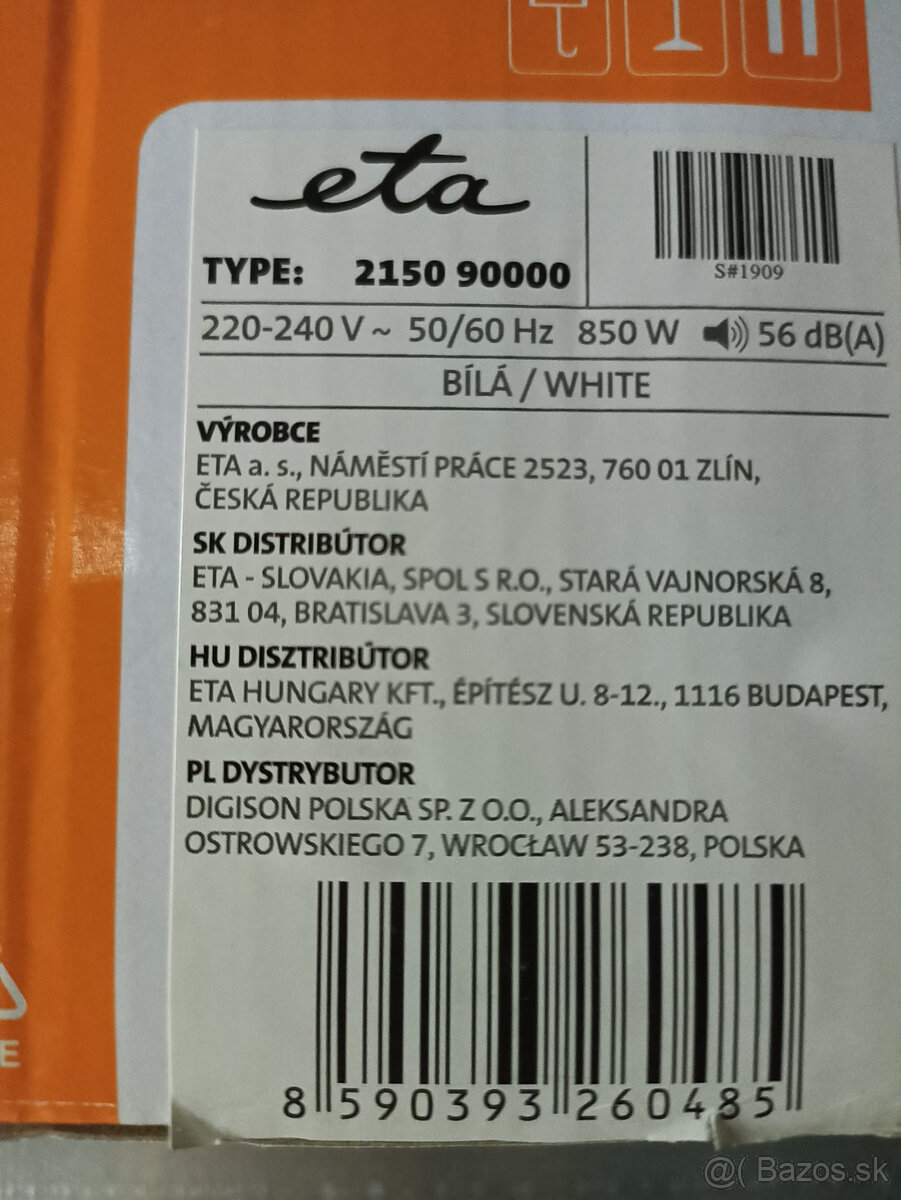 eta
S#1909
TYPE: 2150 90000
220-240 V ~ 50/60 Hz 850 W 56 dB(A)
BÍLÁ / WHITE
VÝROBCE
ETA a. s., NÁMĚSTÍ PRÁCE 2523, 760 01 ZLÍN,
ČESKÁ REPUBLIKA
SK DISTRIBÚTOR
ETA - SLOVAKIA, SPOL S R.O., STARÁ VAJNORSKÁ 8,
831 04, BRATISLAVA 3, SLOVENSKÁ REPUBLIKA
HU DISZTRIBÚTOR
ETA HUNGARY KFT., ÉPÍTÉSZ U. 8-12., 1116 BUDAPEST,
MAGYARORSZÁG
PL DYSTRYBUTOR
DIGISON POLSKA SP. Z O.O., ALEKSANDRA
OSTROWSKIEGO 7, WROCŁAW 53-238, POLSKA
E
8 590393 260485
@( Bazos.sk